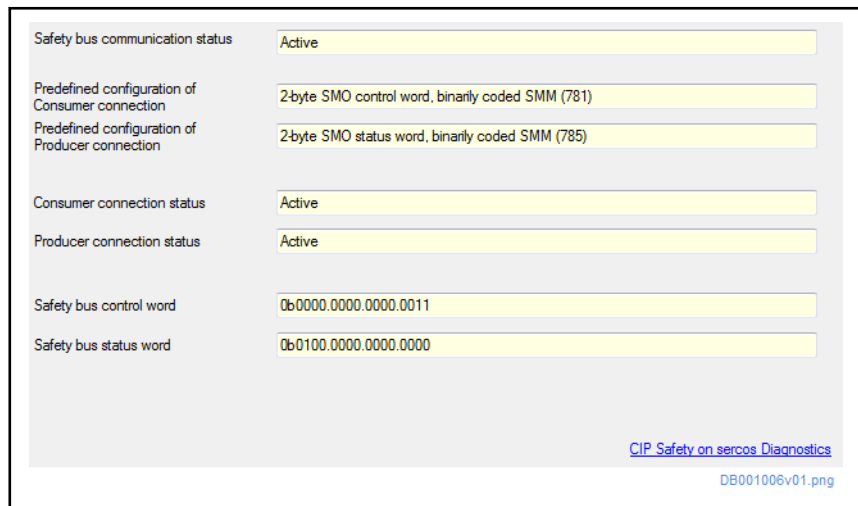 Safety bus communication status Active
Predefined configuration of
Consumer connection 2-byte SMO control word, binarily coded SMM (781)
Predefined configuration of
Producer connection 2-byte SMO status word, binarily coded SMM (785)
Consumer connection status Active
Producer connection status Active
Safety bus control word 0b0000.0000.0000.0011
Safety bus status word 0b0100.0000.0000.0000
CIP Safety on sercos Diagnostics
DB001006v01.png